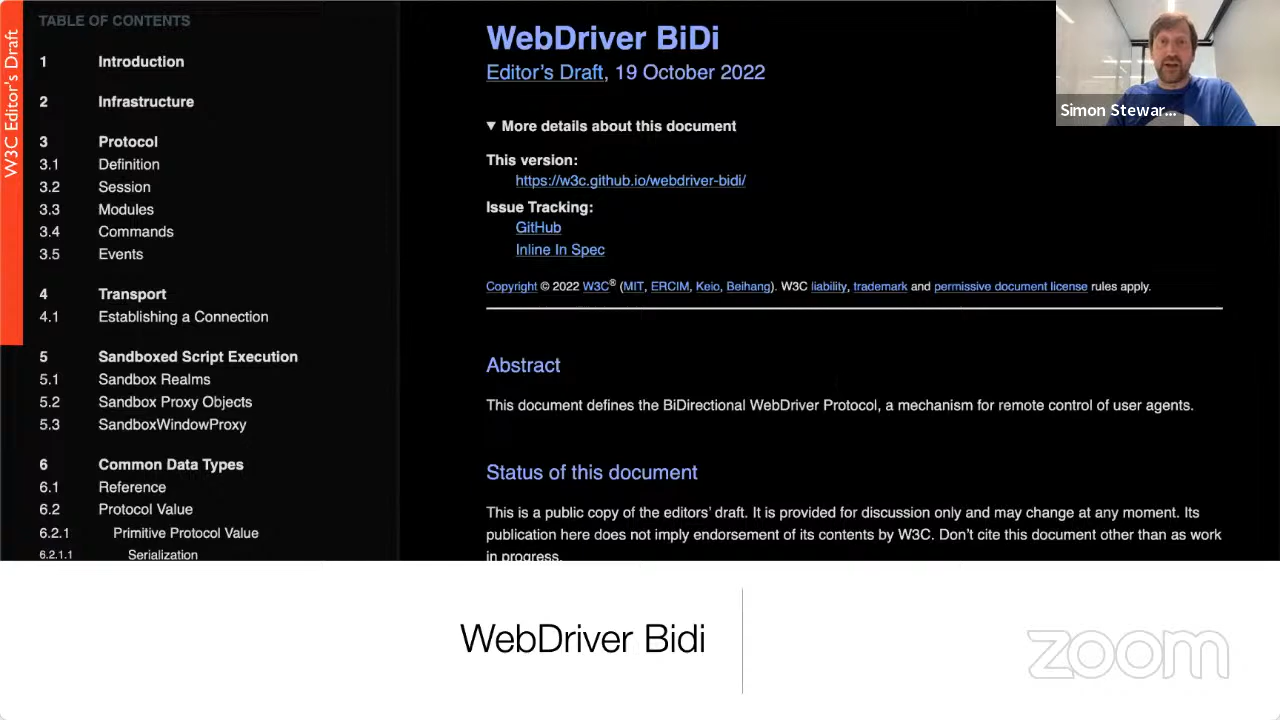 W3C Editor's Draft
TABLE OF CONTENTS
1 Introduction
2 Infrastructure
3 Protocol
3.1 Definition
3.2 Session
3.3 Modules
3.4 Commands
3.5 Events
4 Transport
4.1 Establishing a Connection
5 Sandboxed Script Execution
5.1 Sandbox Realms
5.2 Sandbox Proxy Objects
5.3 SandboxWindowProxy
6 Common Data Types
6.1 Reference
6.2 Protocol Value
6.2.1 Primitive Protocol Value
6.2.1.1 Serialization
WebDriver BiDi
Editor's Draft, 19 October 2022
▼ More details about this document
This version:
https://w3c.github.io/webdriver-bidi/
Issue Tracking:
GitHub
Inline In Spec
Copyright © 2022 W3C® (MIT, ERCIM, Keio, Beihang). W3C liability, trademark and permissive document license rules apply.
Abstract
This document defines the BiDirectional WebDriver Protocol, a mechanism for remote control of user agents.
Status of this document
This is a public copy of the editors' draft. It is provided for discussion only and may change at any moment. Its
publication here does not imply endorsement of its contents by W3C. Don't cite this document other than as work
in progress.
Simon Stewar...
WebDriver Bidi
zoom